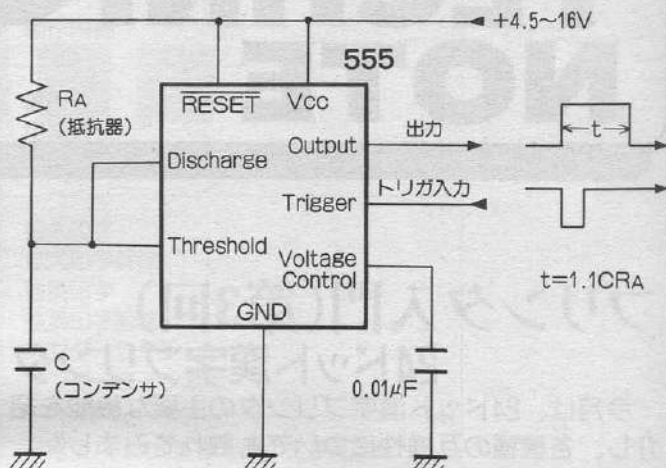 NOTE
+4.5~16V
555
RA
(抵抗器)
RESET
Vcc
Discharge
Output
出力
t
Trigger
トリガ入力
Threshold
Voltage
Control
t=1.1CRA
GND
C
(コンデンサ)
0.01μF